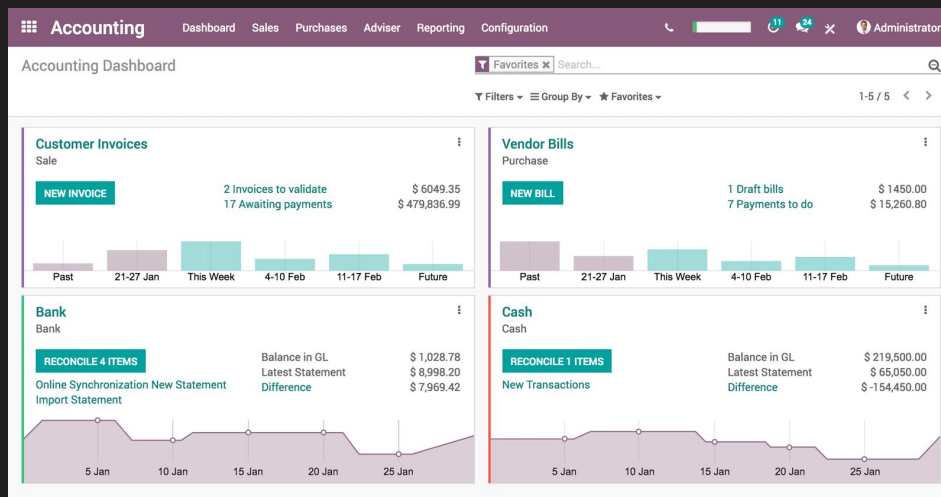 Accounting Dashboard Sales Purchases Adviser Reporting Configuration 11 24 Administrator
Accounting Dashboard
Favorites Search...
Filters Group By Favorites 1-5 / 5
Customer Invoices
Sale
NEW INVOICE
2 Invoices to validate $ 6049.35
17 Awaiting payments $ 479,836.99
Past 21-27 Jan This Week 4-10 Feb 11-17 Feb Future
Vendor Bills
Purchase
NEW BILL
1 Draft bills $ 1450.00
7 Payments to do $ 15,260.80
Past 21-27 Jan This Week 4-10 Feb 11-17 Feb Future
Bank
Bank
RECONCILE 4 ITEMS
Online Synchronization New Statement
Import Statement
Balance in GL $ 1,028.78
Latest Statement $ 8,998.20
Difference $ 7,969.42
5 Jan 10 Jan 15 Jan 20 Jan 25 Jan
Cash
Cash
RECONCILE 1 ITEMS
New Transactions
Balance in GL $ 219,500.00
Latest Statement $ 65,050.00
Difference $ -154,450.00
5 Jan 10 Jan 15 Jan 20 Jan 25 Jan